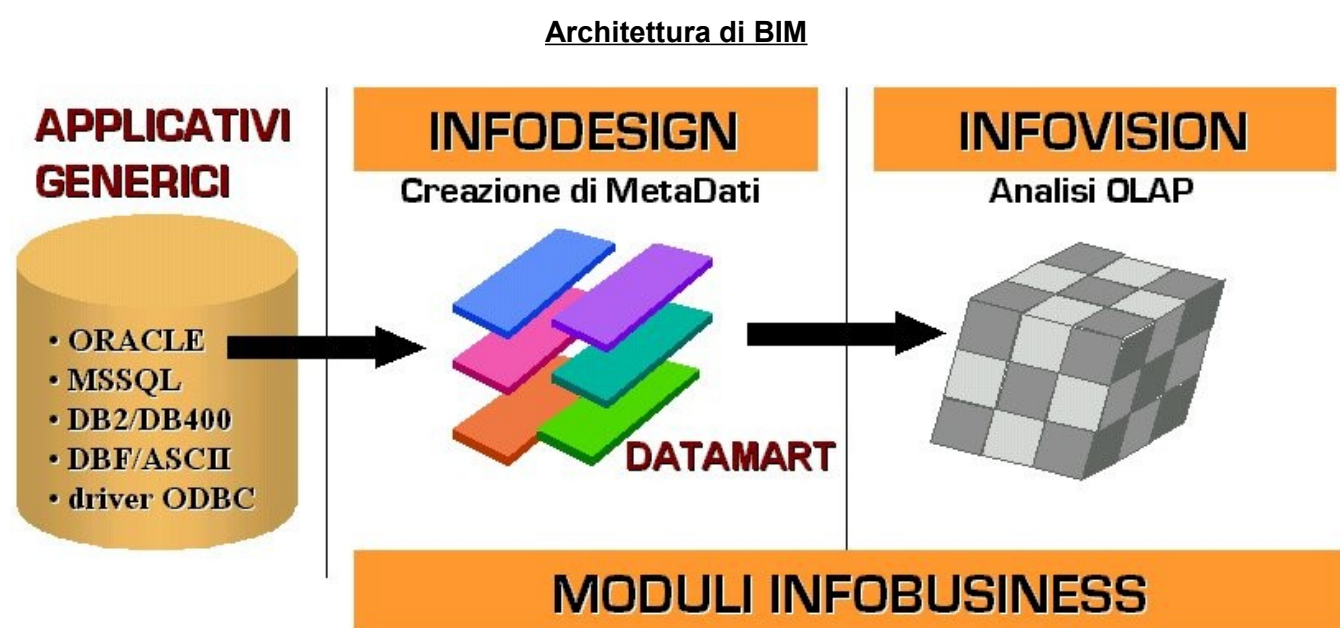 Architettura di BIM
APPLICATIVI
GENERICI
• ORACLE
• MSSQL
• DB2/DB400
• DBF/ASCII
• driver ODBC
INFODESIGN
Creazione di MetaDati
DATAMART
INFOVISION
Analisi OLAP
MODULI INFOBUSINESS